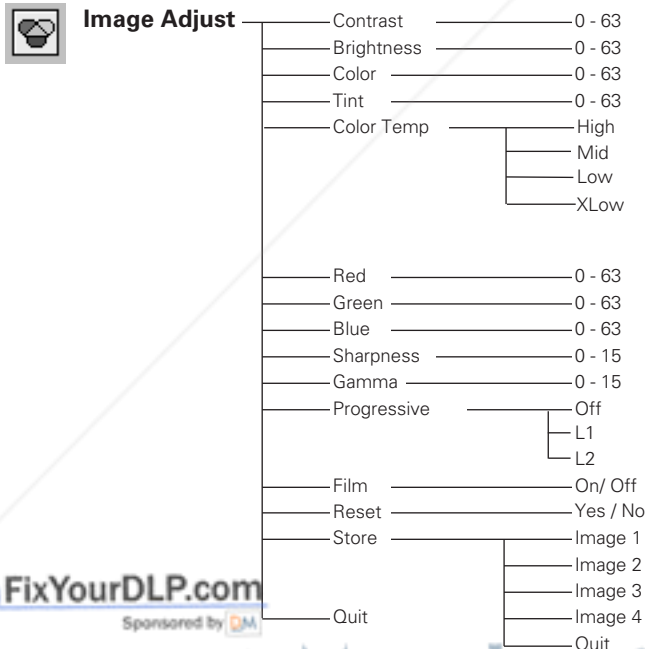 Image Adjust
Contrast 0 - 63
Brightness 0 - 63
Color 0 - 63
Tint 0 - 63
Color Temp High
Mid
Low
XLow
Red 0 - 63
Green 0 - 63
Blue 0 - 63
Sharpness 0 - 15
Gamma 0 - 15
Progressive Off
L1
L2
Film On/ Off
Reset Yes / No
Store Image 1
Image 2
Image 3
FixYourDLP.com
Sponsored by DM
Quit Image 4
Quit